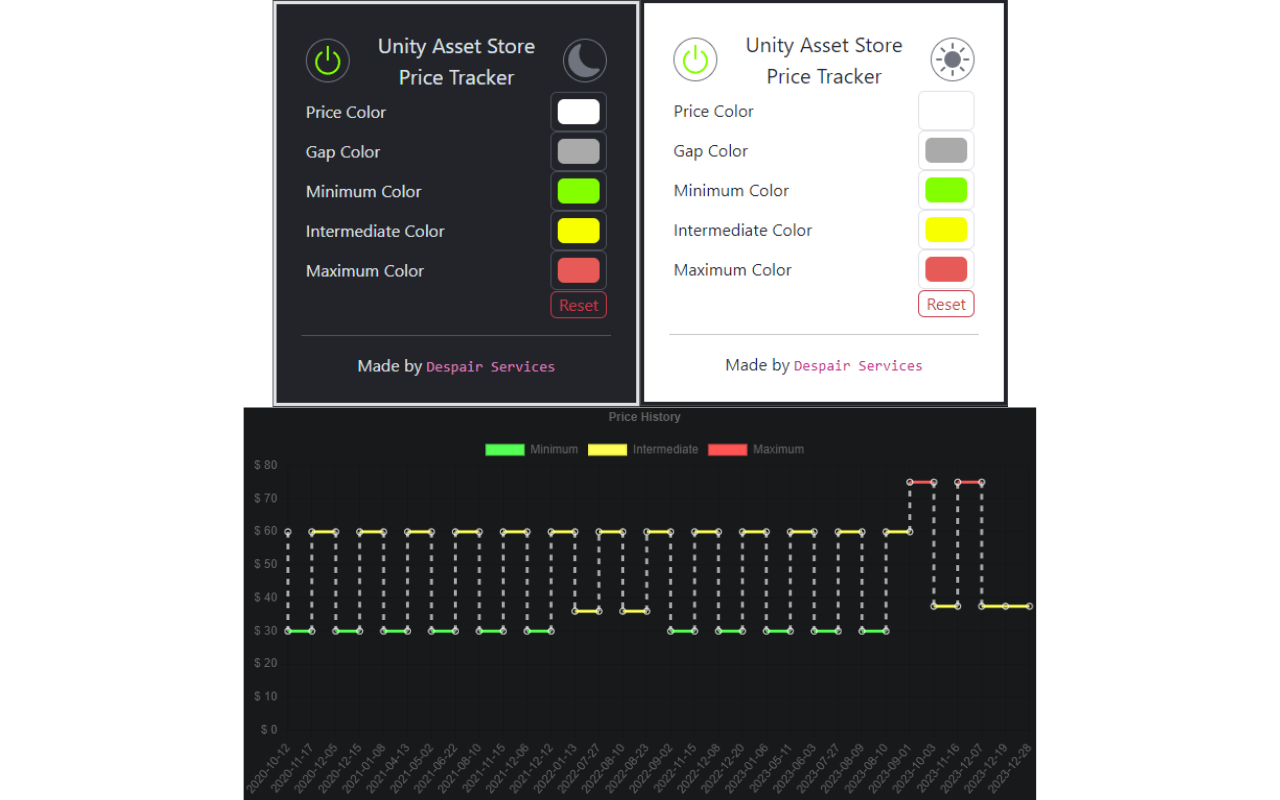 Unity Asset Store
Price Tracker
Price Color
Gap Color
Minimum Color
Intermediate Color
Maximum Color
Reset
Made by Despair Services
Unity Asset Store
Price Tracker
Price Color
Gap Color
Minimum Color
Intermediate Color
Maximum Color
Reset
Made by Despair Services
Price History
Minimum Intermediate Maximum
$ 80
$ 70
$ 60
$ 50
$ 40
$ 30
$ 20
$ 10
$ 0
2020-10-12
2020-11-17
2020-12-05
2020-12-15
2021-01-08
2021-04-13
2021-05-02
2021-06-22
2021-08-10
2021-11-15
2021-12-06
2021-12-12
2022-01-13
2022-07-27
2022-08-10
2022-08-23
2022-09-02
2022-11-15
2022-12-08
2022-12-20
2023-01-06
2023-05-11
2023-06-03
2023-07-27
2023-08-09
2023-08-10
2023-09-01
2023-10-03
2023-11-16
2023-12-07
2023-12-19
2023-12-28